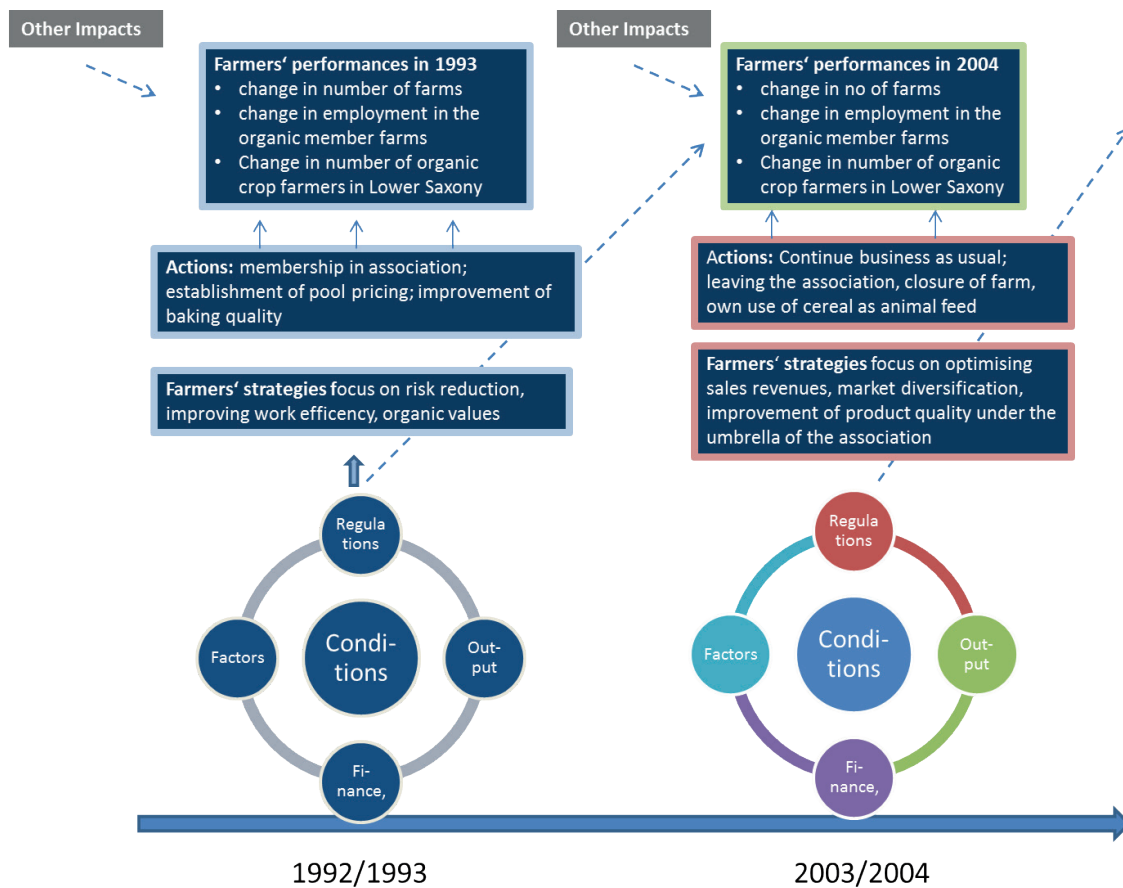 Other Impacts
Farmers‘ performances in 1993
• change in number of farms
• change in employment in the
organic member farms
• Change in number of organic
crop farmers in Lower Saxony
Actions: membership in association;
establishment of pool pricing; improvement of
baking quality
Farmers‘ strategies focus on risk reduction,
improving work efficency, organic values
Regula
tions
Factors
Condi-
tions
Out-
put
Fi-
nance,
1992/1993
Other Impacts
Farmers‘ performances in 2004
• change in no of farms
• change in employment in the
organic member farms
• Change in number of organic
crop farmers in Lower Saxony
Actions: Continue business as usual;
leaving the association, closure of farm,
own use of cereal as animal feed
Farmers‘ strategies focus on optimising
sales revenues, market diversification,
improvement of product quality under the
umbrella of the association
Regula
tions
Factors
Condi-
tions
Out-
put
Fi-
nance,
2003/2004